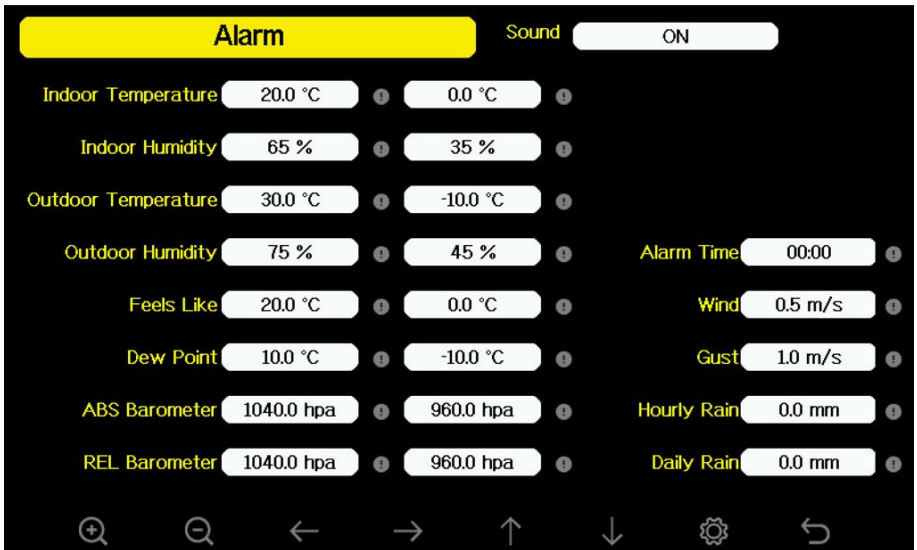 Alarm Sound ON
Indoor Temperature 20.0 °C 0.0 °C
Indoor Humidity 65 % 35 %
Outdoor Temperature 30.0 °C -10.0 °C
Outdoor Humidity 75 % 45 % Alarm Time 00:00
Feels Like 20.0 °C 0.0 °C Wind 0.5 m/s
Dew Point 10.0 °C -10.0 °C Gust 1.0 m/s
ABS Barometer 1040.0 hpa 960.0 hpa Hourly Rain 0.0 mm
REL Barometer 1040.0 hpa 960.0 hpa Daily Rain 0.0 mm